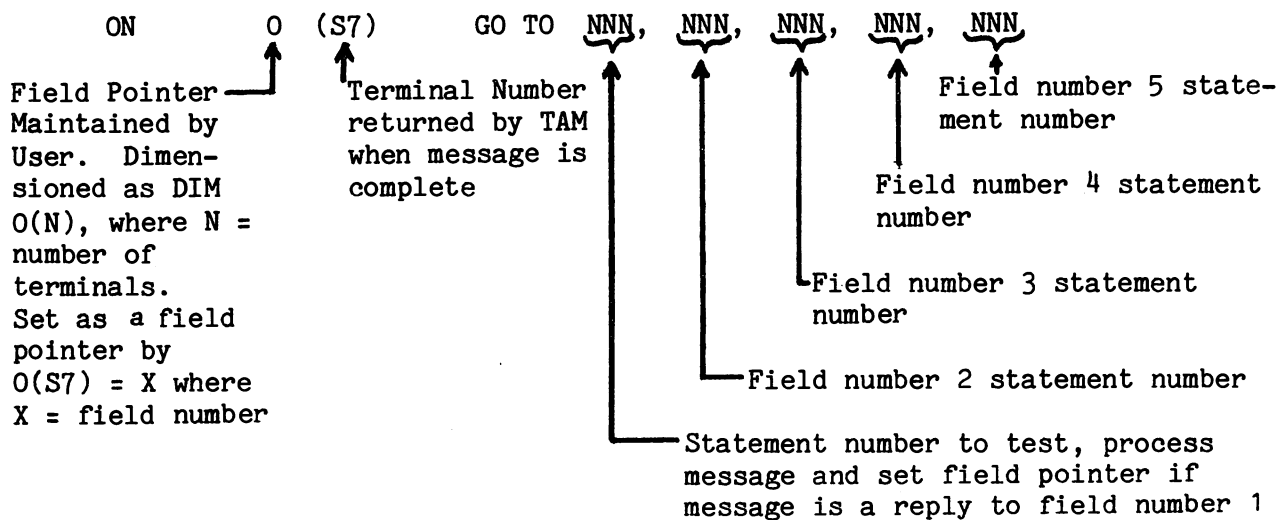 ON O (S7) GO TO NNN, NNN, NNN, NNN, NNN
Field Pointer
Maintained by
User. Dimen-
sioned as DIM
O(N), where N =
number of
terminals.
Set as a field
pointer by
O(S7) = X where
X = field number
Terminal Number
returned by TAM
when message is
complete
Field number 5 state-
ment number
Field number 4 statement
number
Field number 3 statement
number
Field number 2 statement number
Statement number to test, process
message and set field pointer if
message is a reply to field number 1